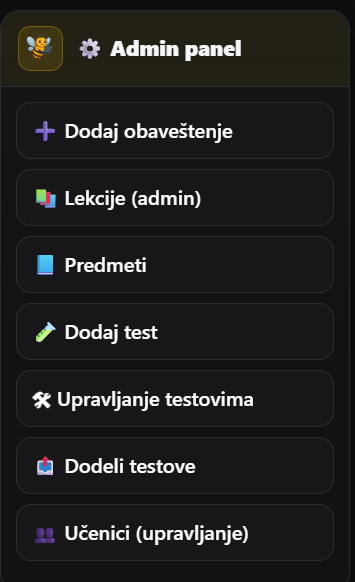 Admin panel
Dodaj obaveštenje
Lekcije (admin)
Predmeti
Dodaj test
Upravljanje testovima
Dodeli testove
Učenici (upravljanje)